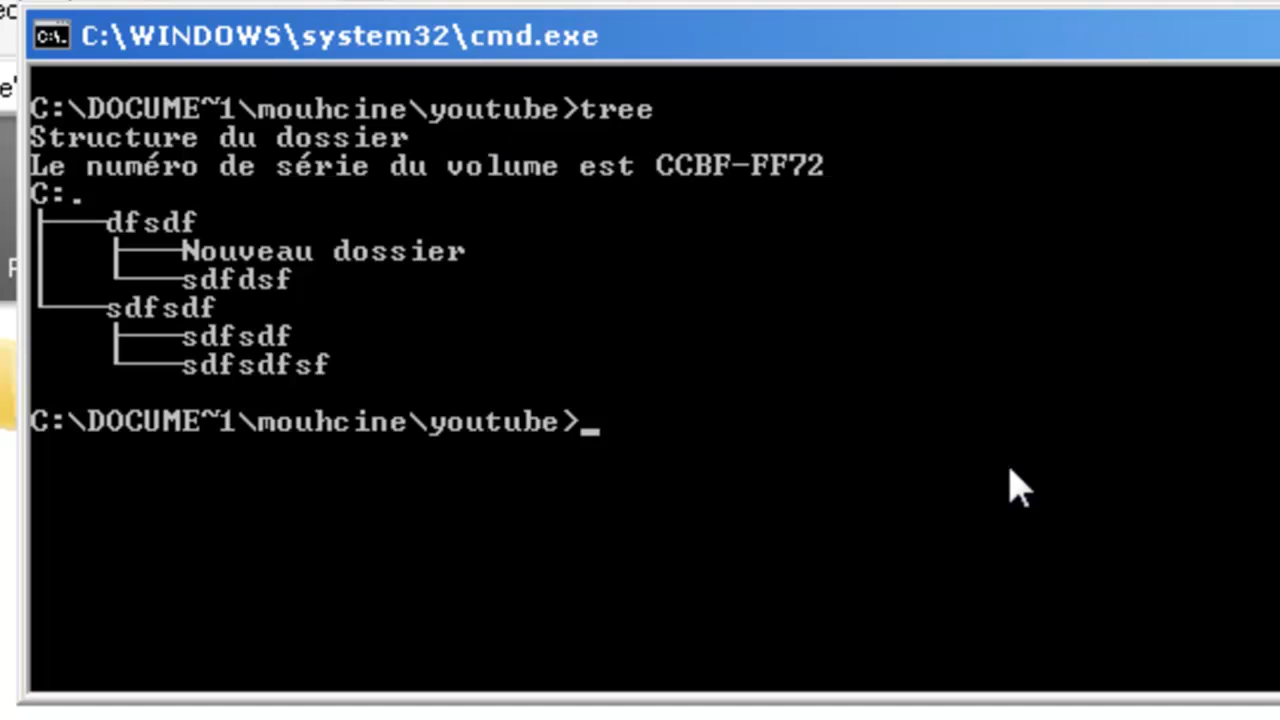 C:\WINDOWS\system32\cmd.exe
C:\DOCUME~1\mouhcine\youtube>tree
Structure du dossier
Le numéro de série du volume est CCBF-FF72
C:.
├───dfsdf
│   ├───Nouveau dossier
│   └───sdfdsf
└───sdfsdf
    ├───sdfsdf
    └───sdfsdfsf
C:\DOCUME~1\mouhcine\youtube>_